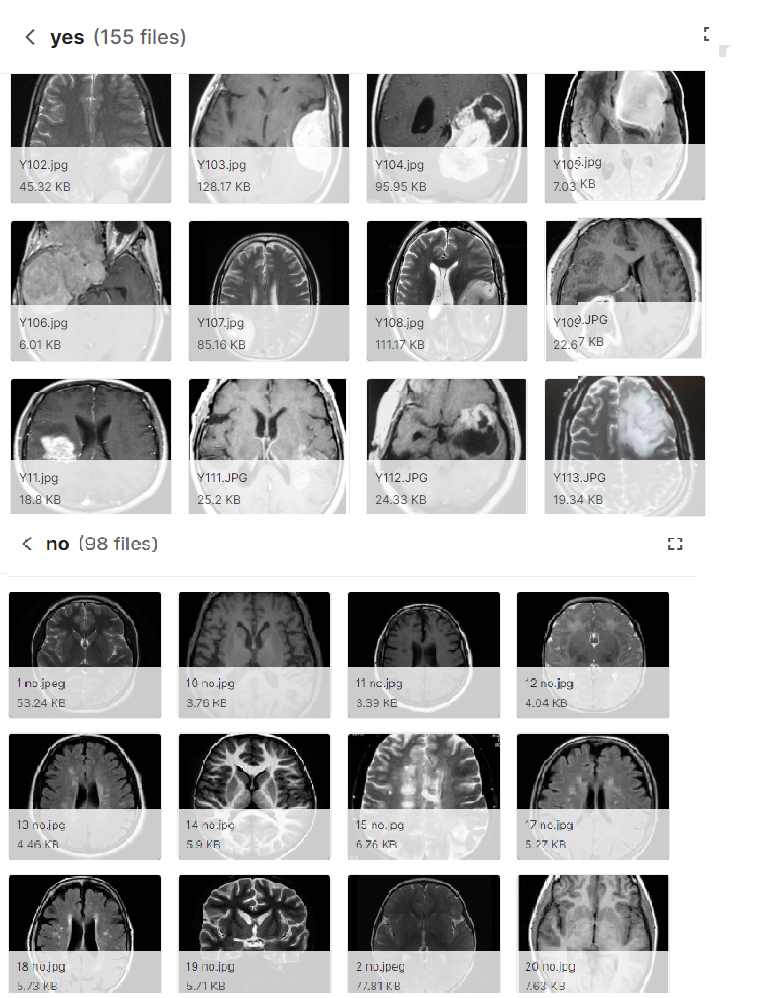 yes (155 files)
Y102.jpg
45.32 KB
Y103.jpg
128.17 KB
Y104.jpg
95.95 KB
Y105.jpg
7.03 KB
Y106.jpg
6.01 KB
Y107.jpg
85.16 KB
Y108.jpg
111.17 KB
Y109.JPG
22.67 KB
Y11.jpg
18.8 KB
Y111.JPG
25.2 KB
Y112.JPG
24.33 KB
Y113.JPG
19.34 KB
no (98 files)
1 no.jpeg
53.24 KB
10 no.jpg
3.76 KB
11 no.jpg
3.39 KB
12 no.jpg
4.04 KB
13 no.jpg
4.46 KB
14 no.jpg
5.9 KB
15 no.jpg
6.76 KB
17 no.jpg
5.27 KB
18 no.jpg
5.73 KB
19 no.jpg
5.71 KB
2 no.jpeg
77.81 KB
20 no.jpg
7.63 KB